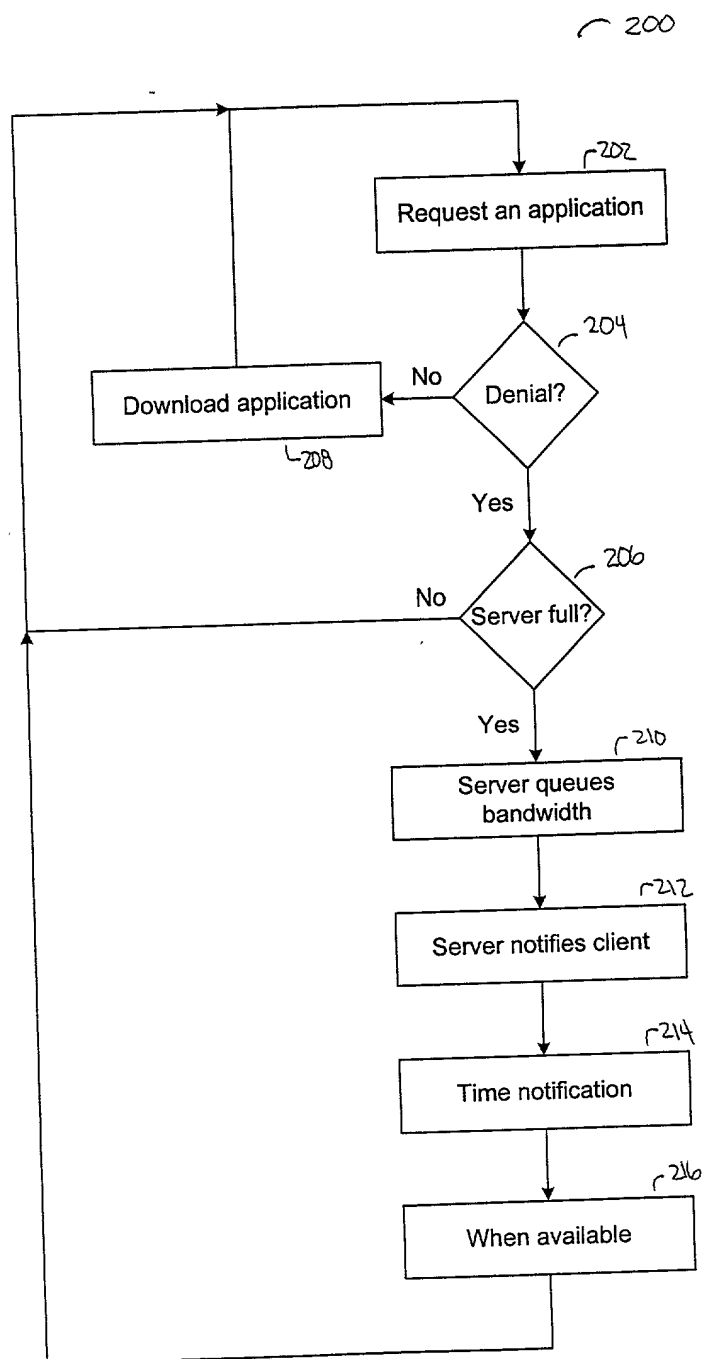 200
202
Request an application
204
Denial?
No
Download application
208
Yes
206
Server full?
No
Yes
210
Server queues
bandwidth
212
Server notifies client
214
Time notification
216
When available